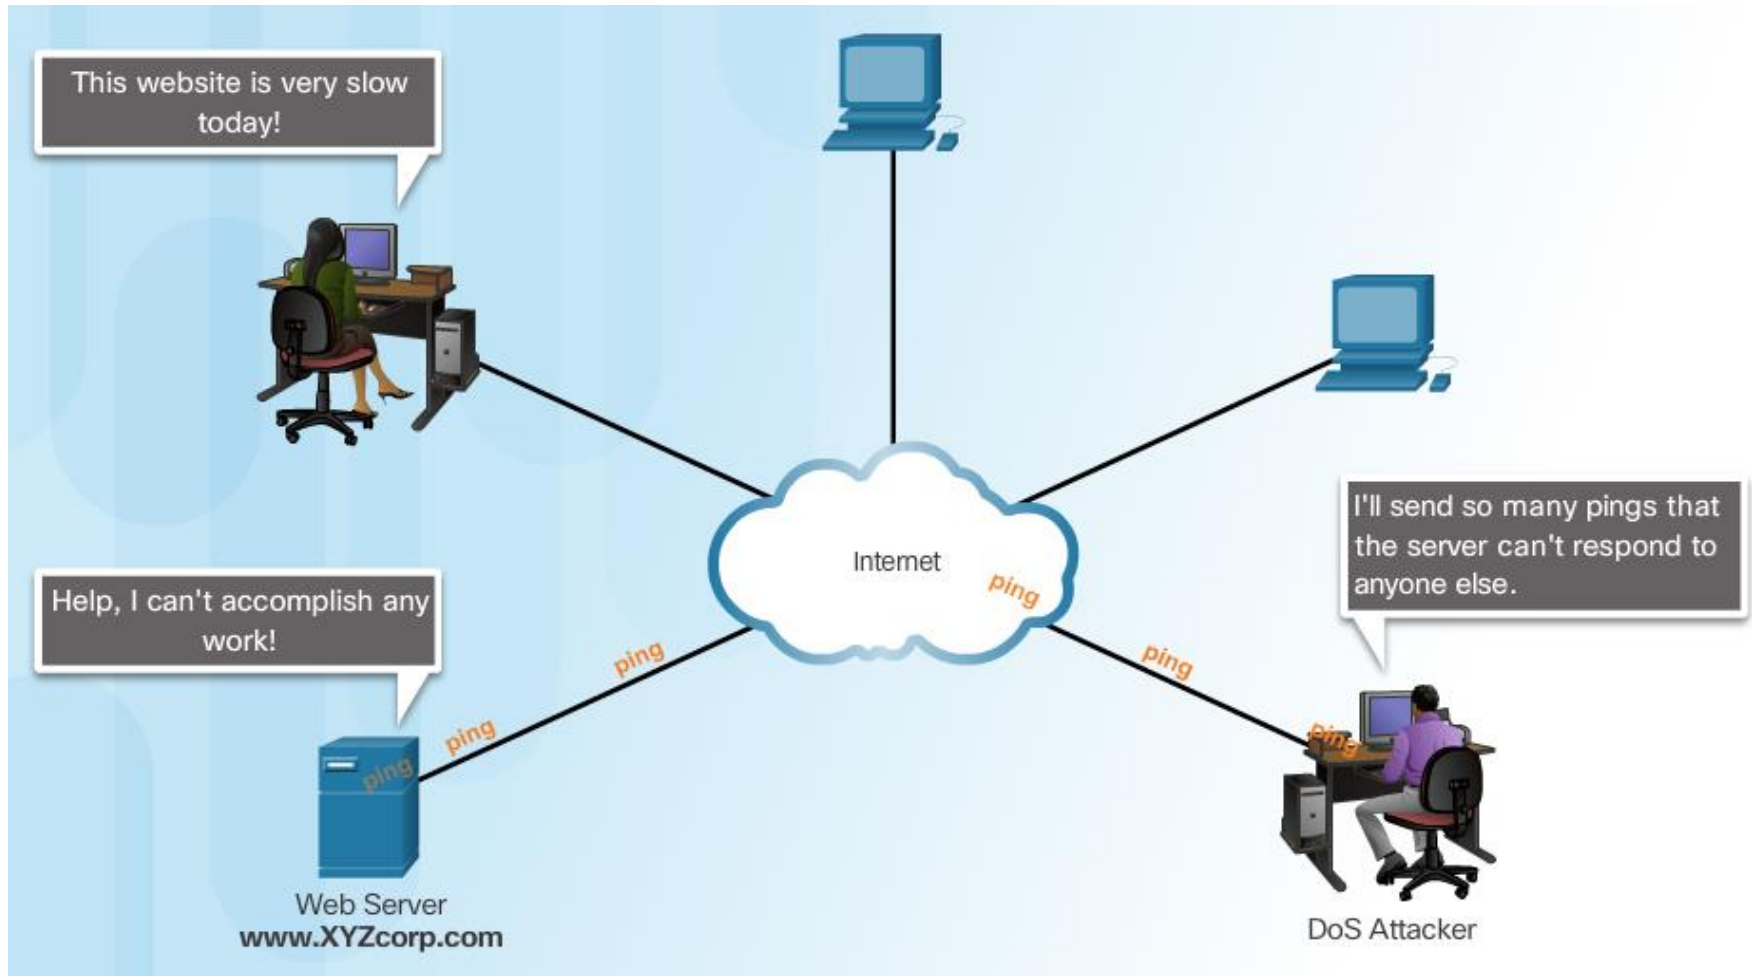 This website is very slow
today!
I'll send so many pings that
the server can't respond to
anyone else.
Internet
ping
Help, I can't accomplish any
work!
ping
ping
ping
ping
ping
Web Server
www.XYZcorp.com
DoS Attacker